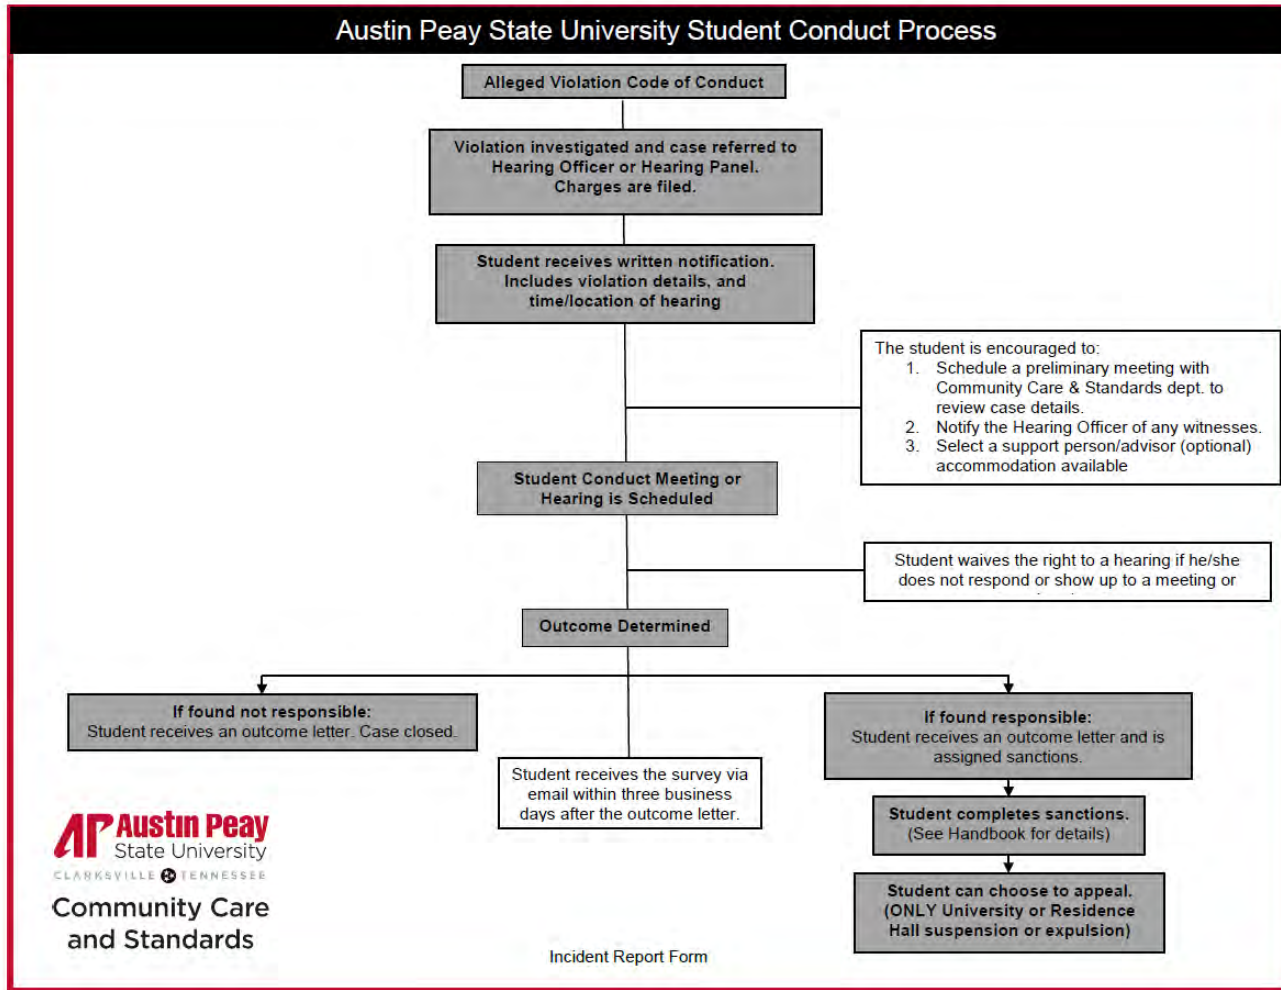 Austin Peay State University Student Conduct Process
Alleged Violation Code of Conduct
Violation investigated and case referred to
Hearing Officer or Hearing Panel.
Charges are filed.
Student receives written notification.
Includes violation details, and
time/location of hearing
The student is encouraged to:
1. Schedule a preliminary meeting with
Community Care & Standards dept. to
review case details.
2. Notify the Hearing Officer of any witnesses.
3. Select a support person/advisor (optional)
accommodation available
Student Conduct Meeting or
Hearing is Scheduled
Student waives the right to a hearing if he/she
does not respond or show up to a meeting or
Outcome Determined
If found not responsible:
Student receives an outcome letter. Case closed.
Student receives the survey via
email within three business
days after the outcome letter.
If found responsible:
Student receives an outcome letter and is
assigned sanctions.
Student completes sanctions.
(See Handbook for details)
Student can choose to appeal.
(ONLY University or Residence
Hall suspension or expulsion)
AP Austin Peay
State University
CLARKSVILLE TENNESSEE
Community Care
and Standards
Incident Report Form